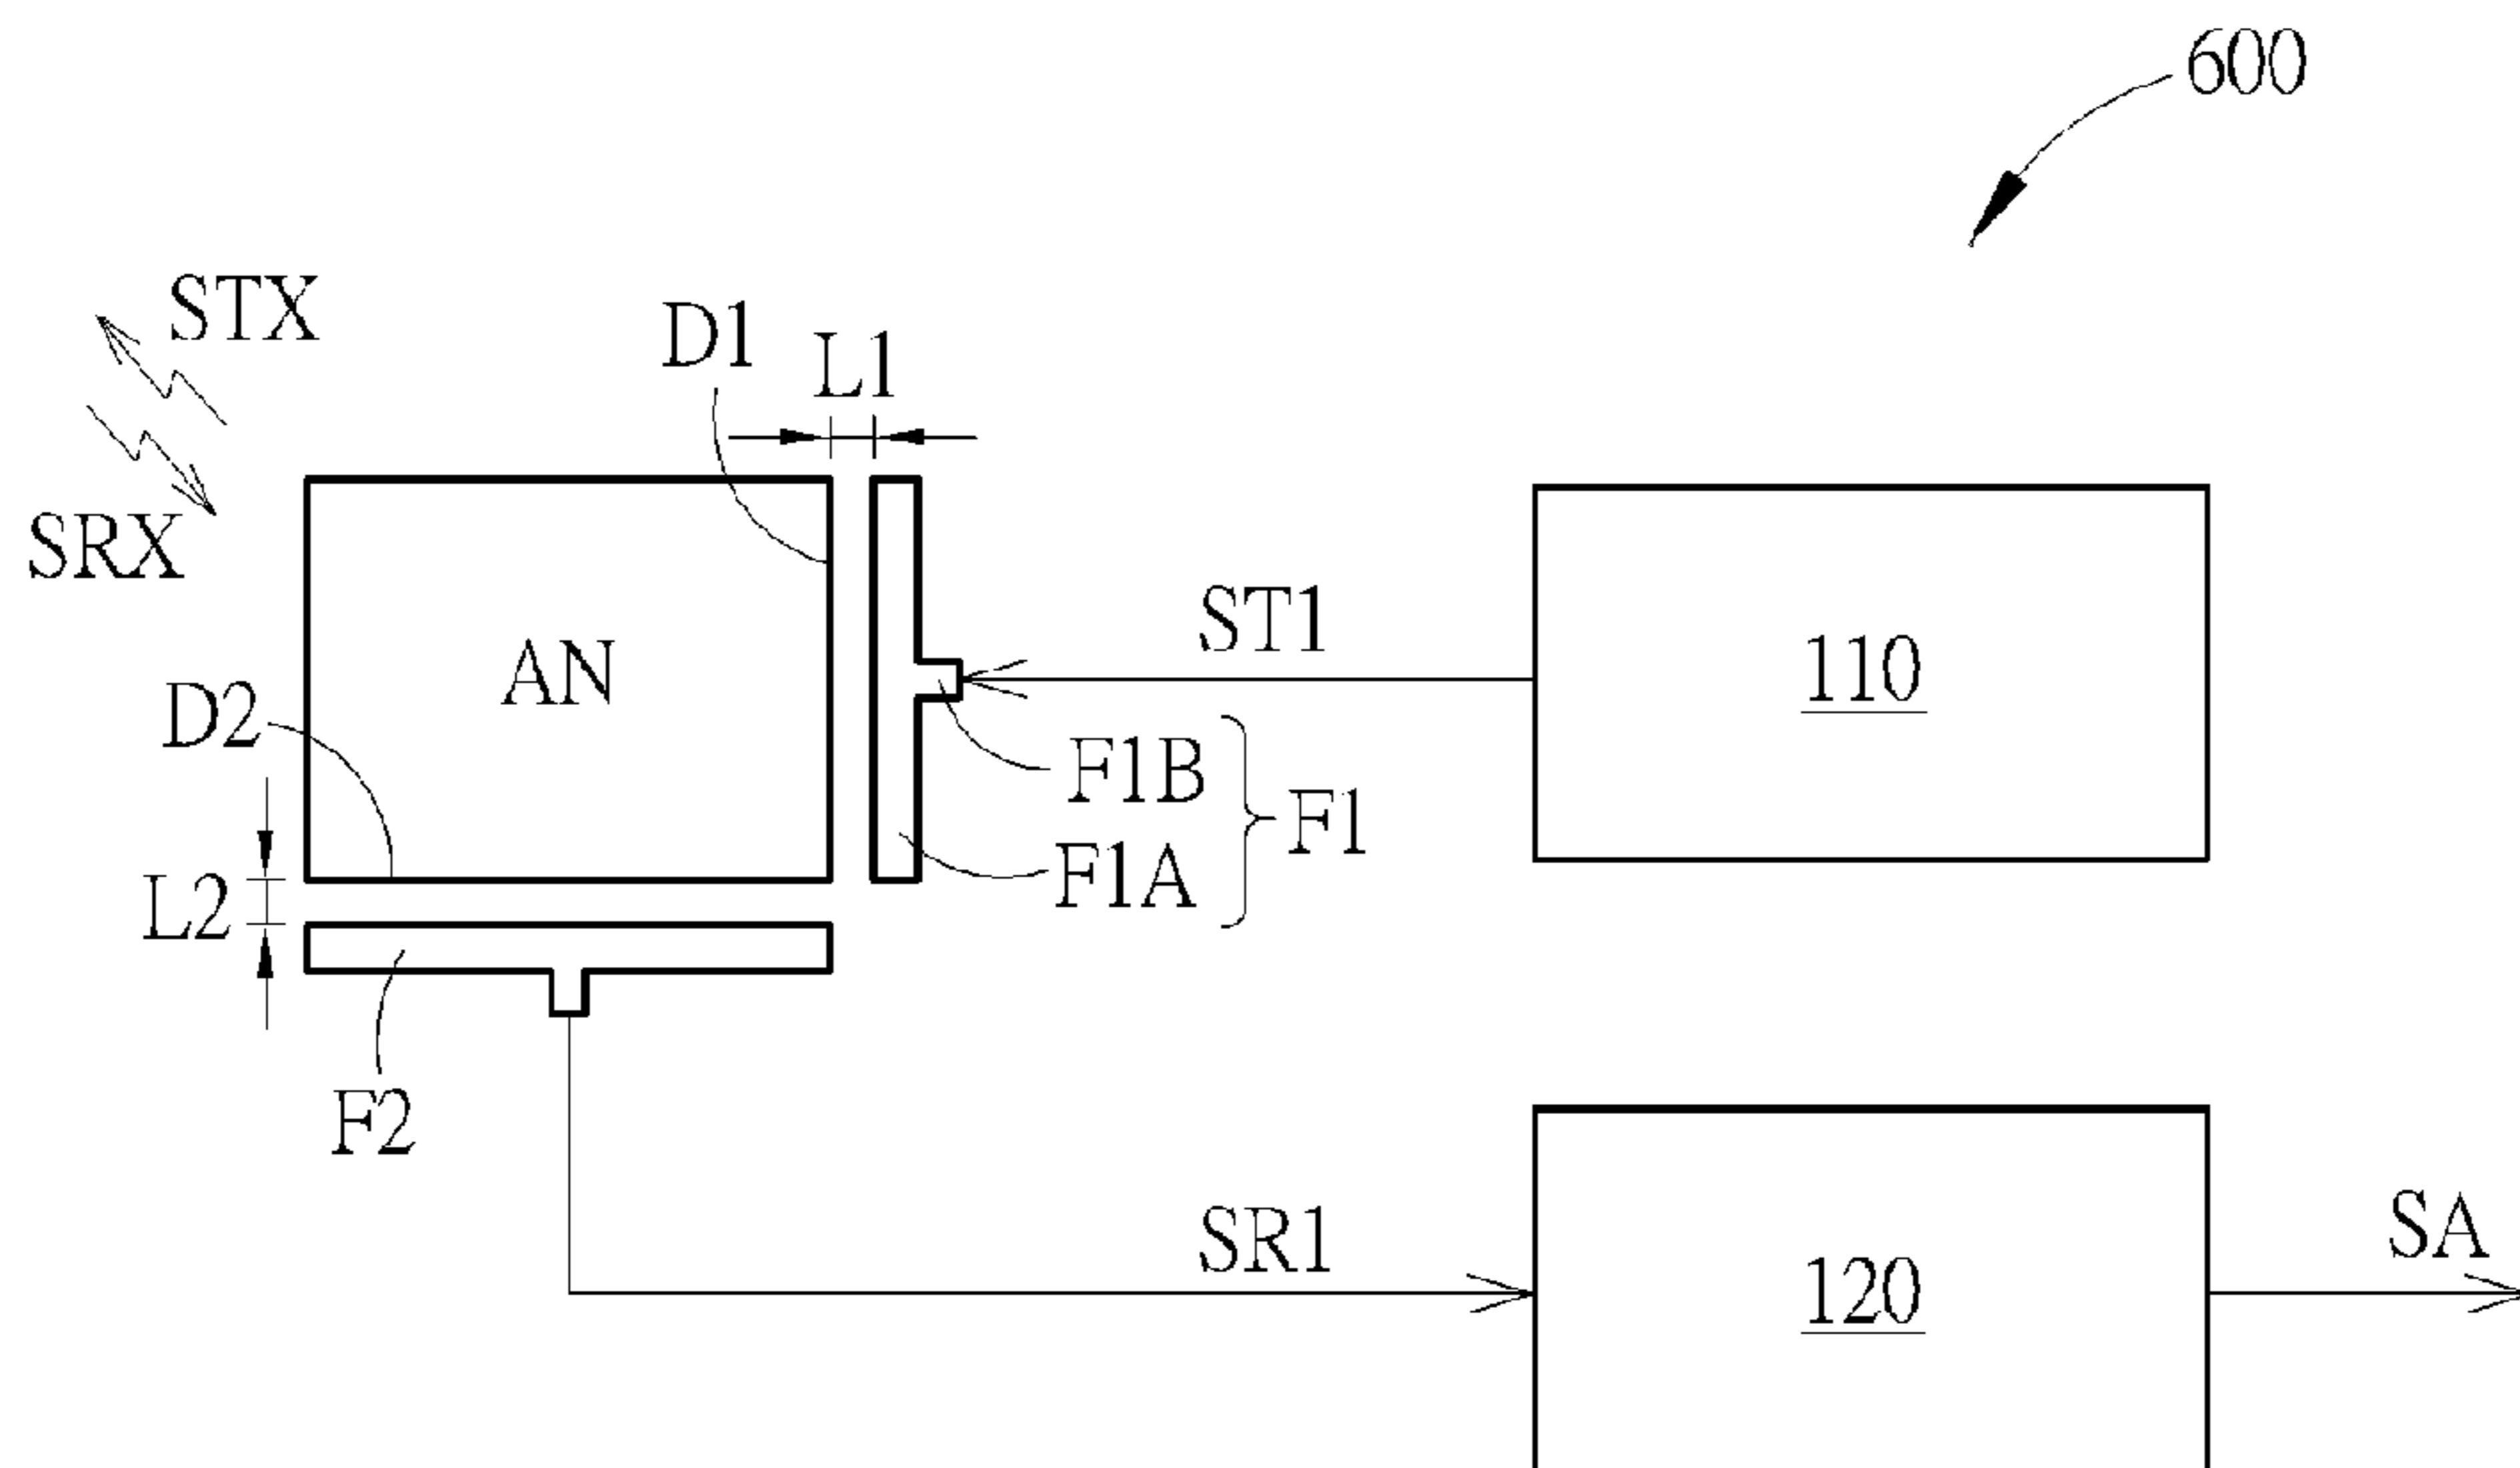 600
STX
D1
L1
SRX
ST1
AN
110
D2
F1B
F1
F1A
L2
F2
SR1
SA
120